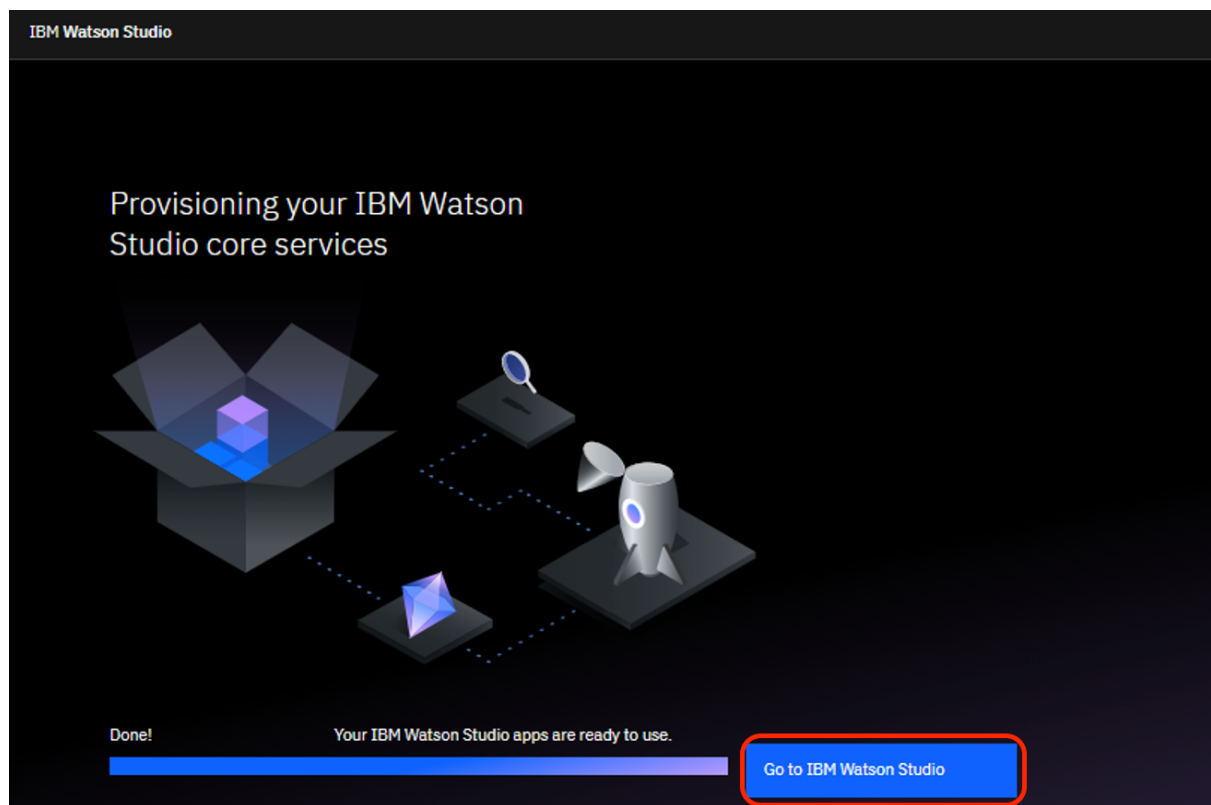 IBM Watson Studio
Provisioning your IBM Watson
Studio core services
Done!
Your IBM Watson Studio apps are ready to use.
Go to IBM Watson Studio